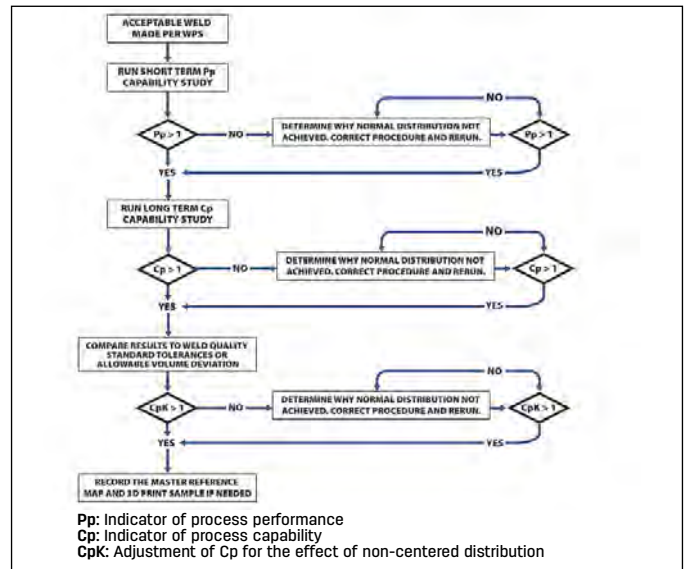 ACCEPTABLE WELD
MADE PER WPS
RUN SHORT TERM Pp
CAPABILITY STUDY
NO
Pp > 1
NO
DETERMINE WHY NORMAL DISTRIBUTION NOT
ACHIEVED. CORRECT PROCEDURE AND RERUN.
Pp > 1
YES
YES
RUN LONG TERM Cp
CAPABILITY STUDY
NO
Cp > 1
NO
DETERMINE WHY NORMAL DISTRIBUTION NOT
ACHIEVED. CORRECT PROCEDURE AND RERUN.
Cp > 1
YES
YES
COMPARE RESULTS TO WELD QUALITY
STANDARD TOLERANCES OR
ALLOWABLE VOLUME DEVIATION
NO
CpK > 1
NO
DETERMINE WHY NORMAL DISTRIBUTION NOT
ACHIEVED. CORRECT PROCEDURE AND RERUN.
CpK > 1
YES
YES
RECORD THE MASTER REFERENCE
MAP AND 3D PRINT SAMPLE IF NEEDED
Pp: Indicator of process performance
Cp: Indicator of process capability
CpK: Adjustment of Cp for the effect of non-centered distribution